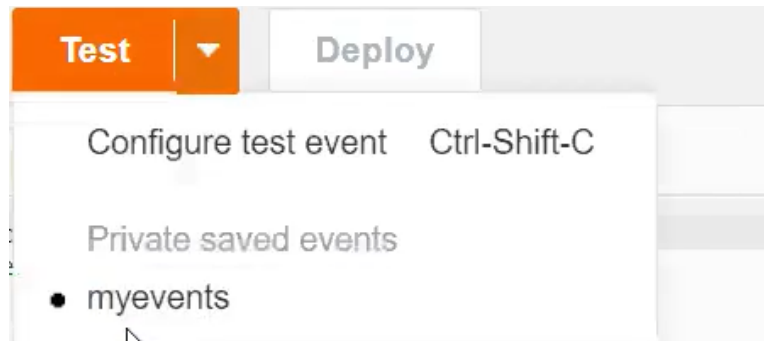 Test Deploy
Configure test event Ctrl-Shift-C
Private saved events
myevents